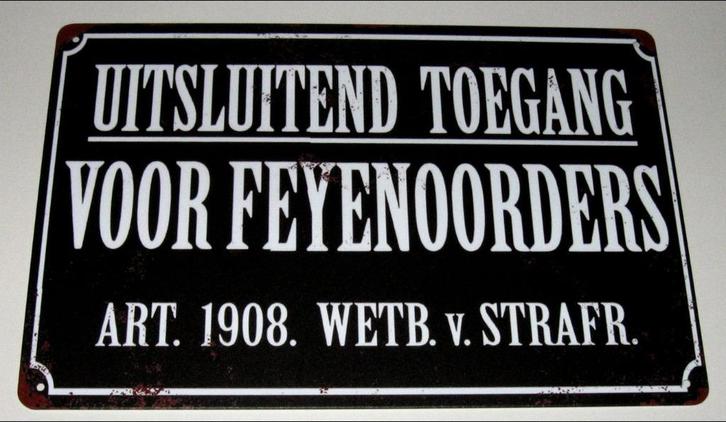 UITSLUITEND TOEGANG
VOOR FEYENOORDERS
ART. 1908. WETB. v. STRAFR.